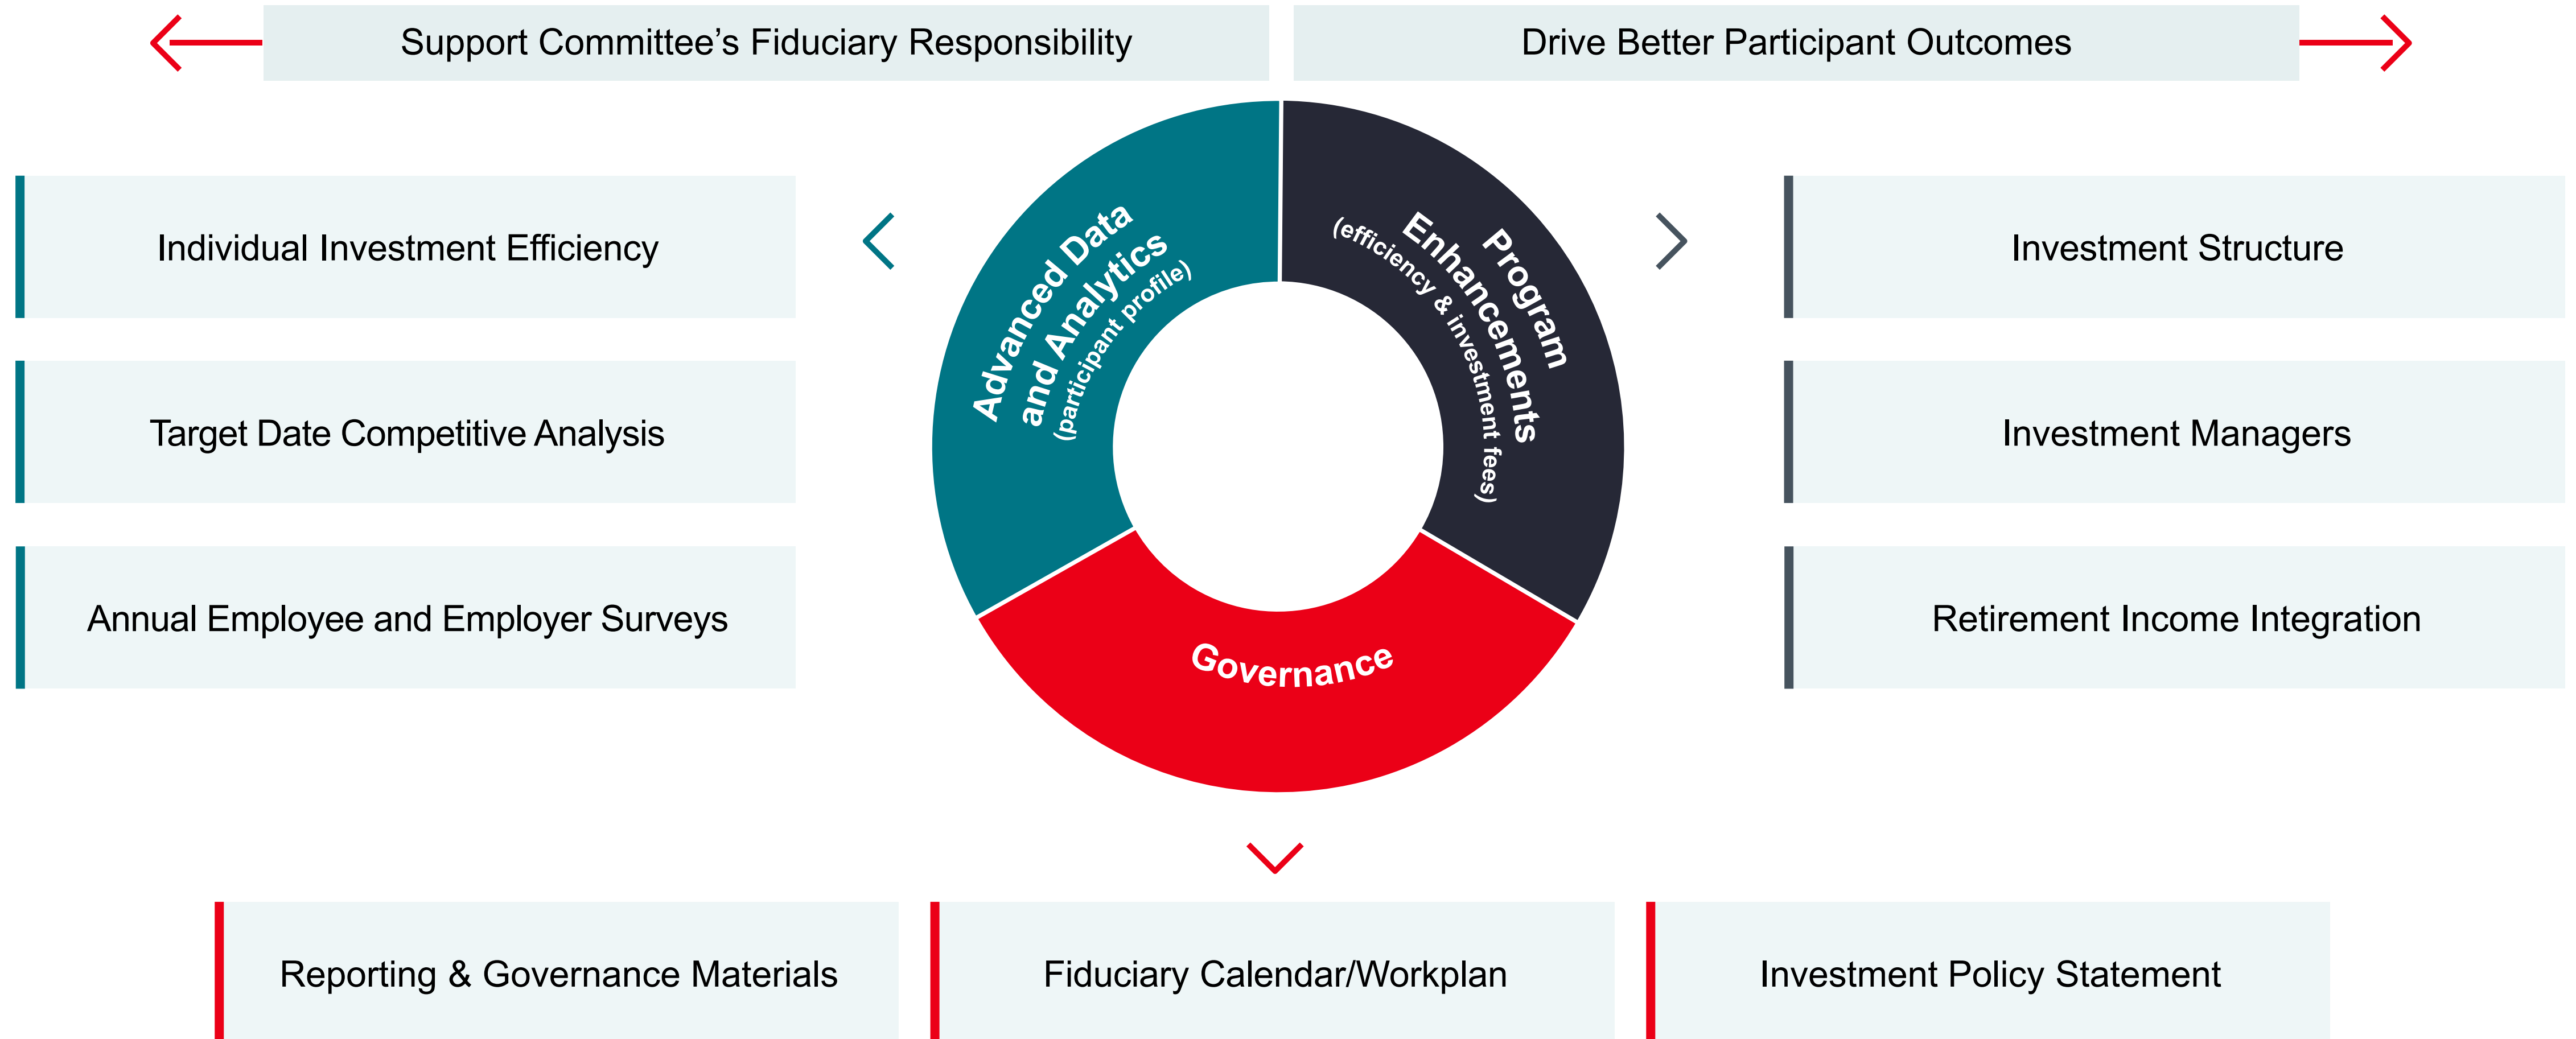 Support Committee’s Fiduciary Responsibility
Drive Better Participant Outcomes
Individual Investment Efficiency
Target Date Competitive Analysis
Annual Employee and Employer Surveys
Advanced Data
and Analytics
(participant profile)
Program
Enhancements
(efficiency & investment fees)
Governance
Investment Structure
Investment Managers
Retirement Income Integration
Reporting & Governance Materials
Fiduciary Calendar/Workplan
Investment Policy Statement